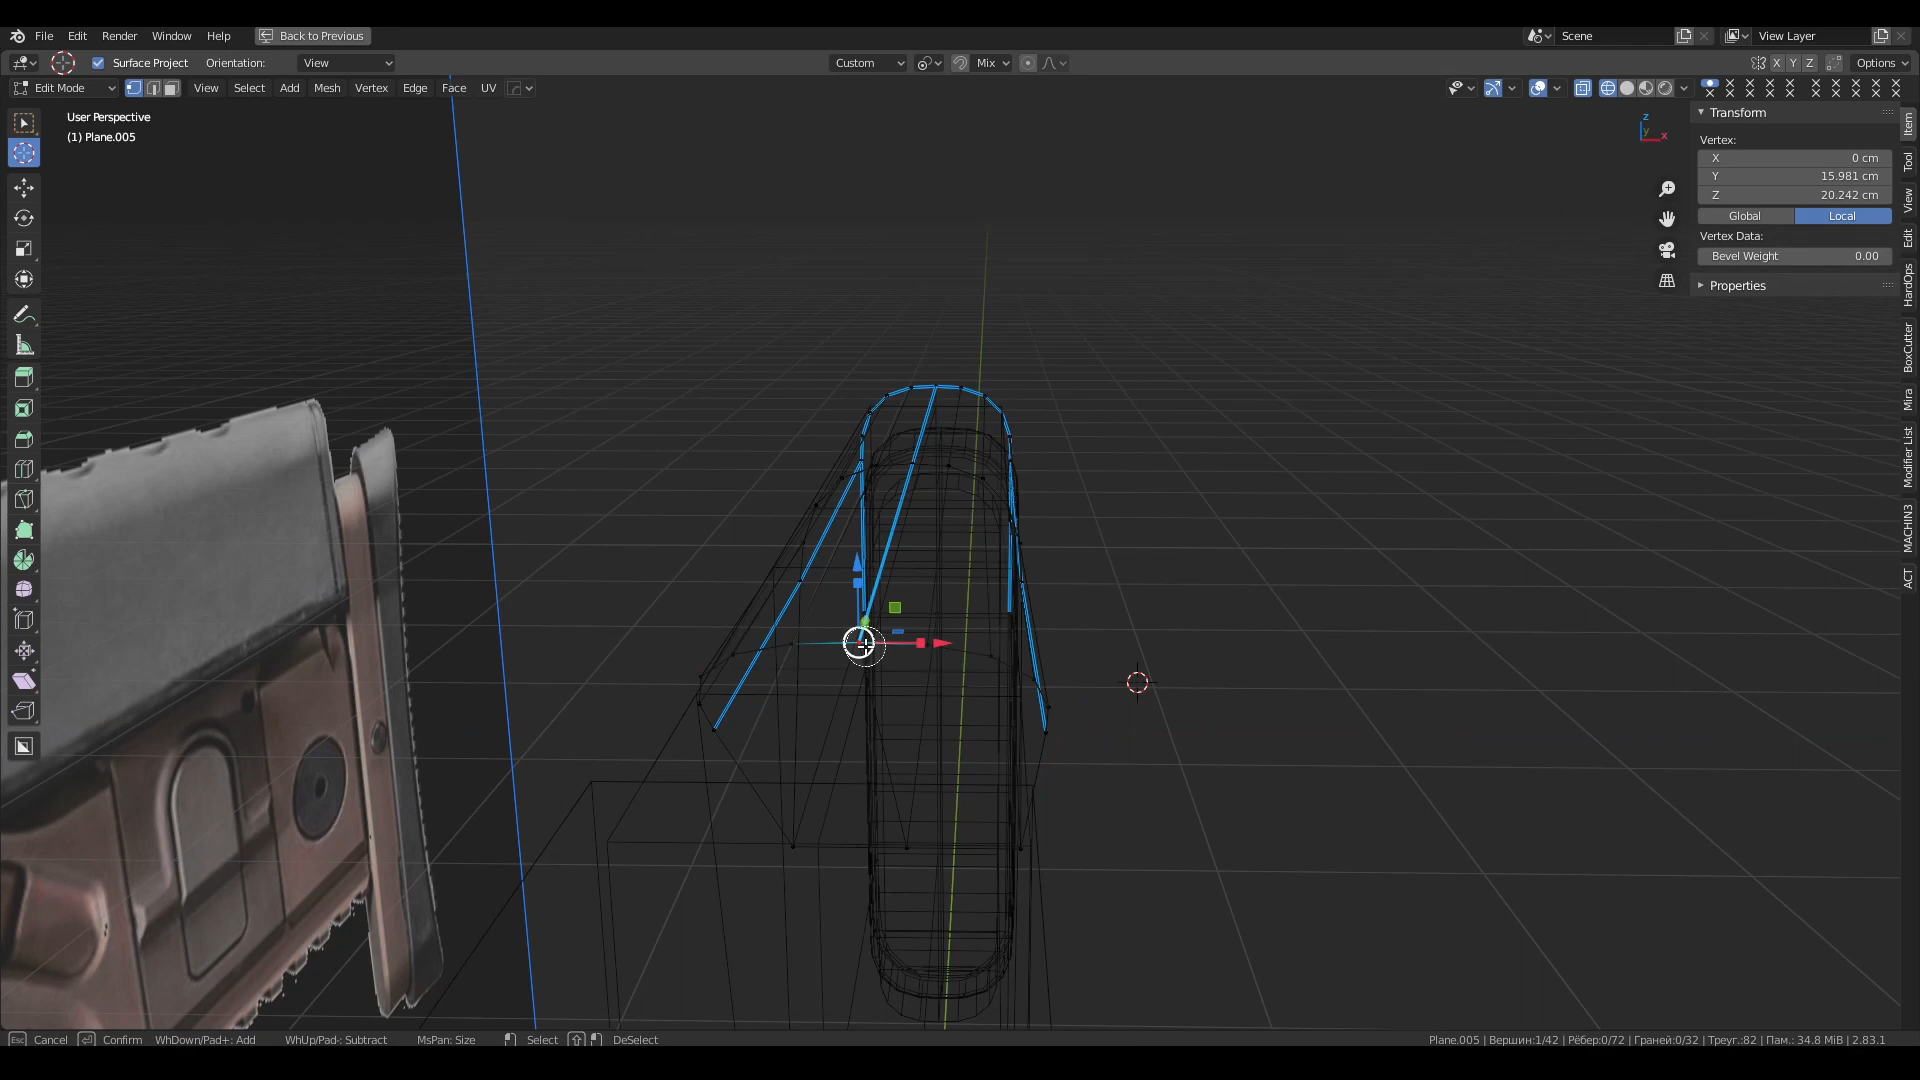 File Edit Render Window Help Back to Previous Scene View Layer
Surface Project Orientation: View Custom Mix X Y Z Options
Edit Mode View Select Add Mesh Vertex Edge Face UV
User Perspective
(1) Plane.005
z
y x
Transform
Vertex:
X 0 cm
Y 15.981 cm
Z 20.242 cm
Global Local
Vertex Data:
Bevel Weight 0.00
Properties
Item
Tool
View
Edit
HardOps
BoxCutter
Mira
Modifier List
MACHIN3
ACT
Esc Cancel Confirm WhDown/Pad+: Add WhUp/Pad-: Subtract MsPan: Size Select DeSelect Plane.005 | Вершин:1/42 | Рёбер:0/72 | Граней:0/32 | Треуг.:82 | Пам.: 34.8 MiB | 2.83.1